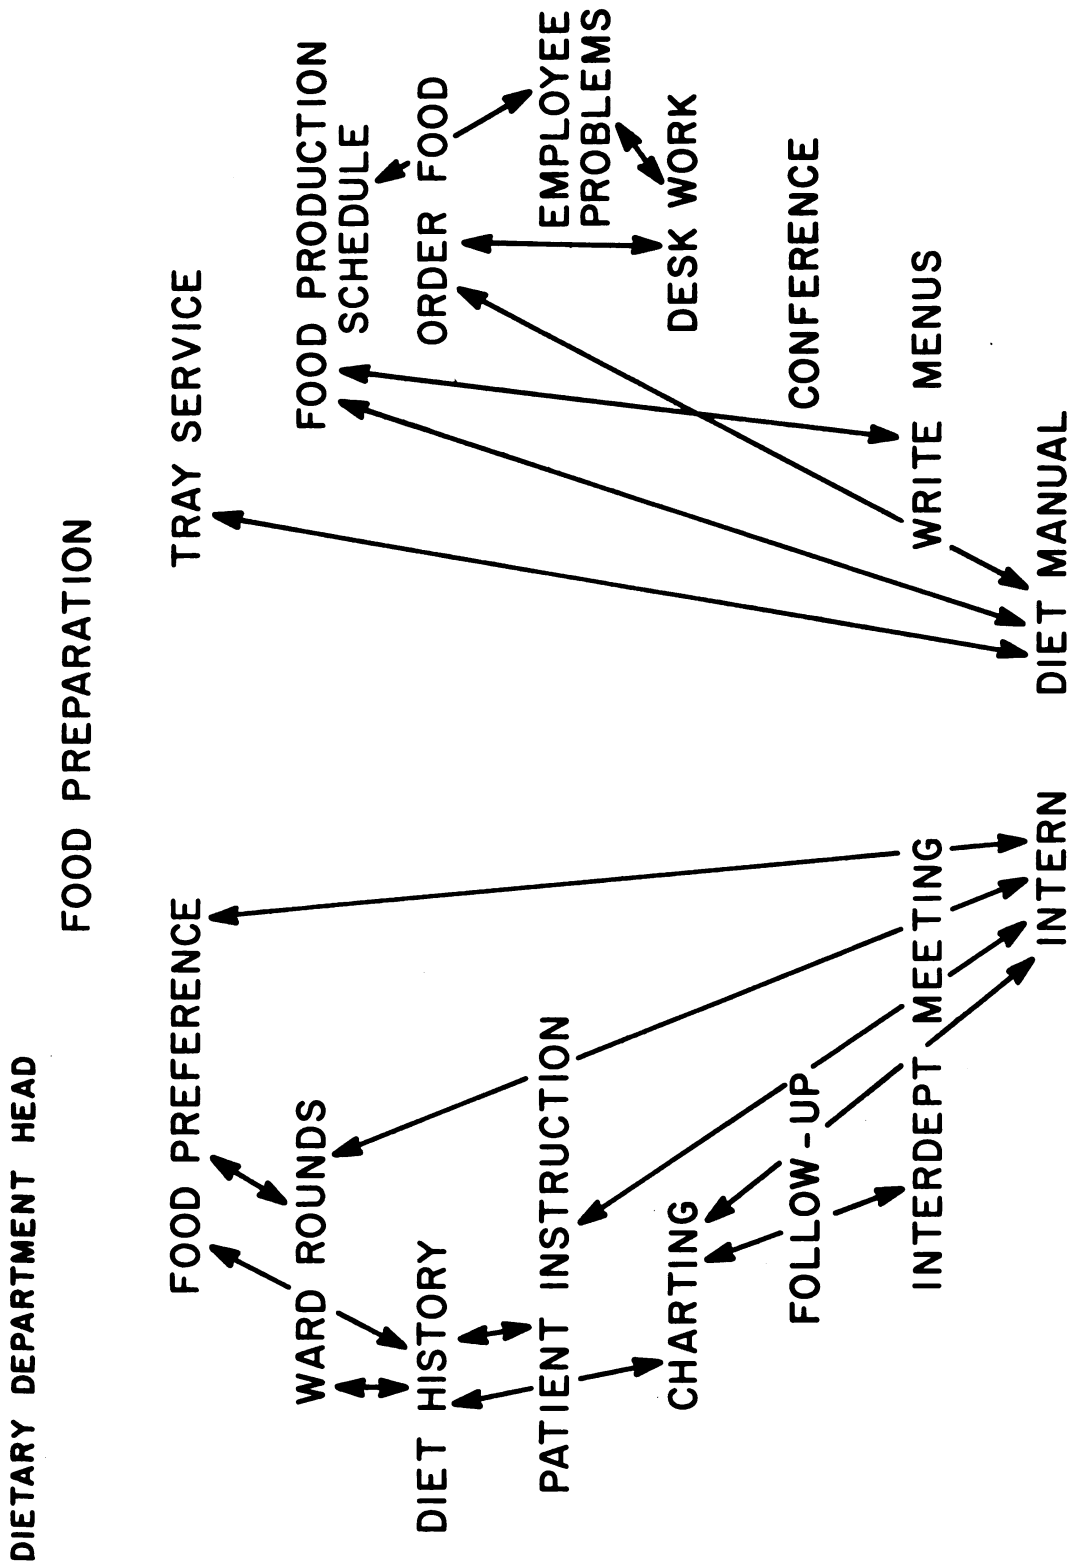 DIETARY DEPARTMENT HEAD
FOOD PREPARATION
FOOD PREFERENCE
TRAY SERVICE
WARD ROUNDS
FOOD PRODUCTION
SCHEDULE
DIET HISTORY
ORDER FOOD
PATIENT INSTRUCTION
EMPLOYEE
PROBLEMS
CHARTING
DESK WORK
FOLLOW-UP
CONFERENCE
INTERDEPT MEETING
WRITE MENUS
INTERN
DIET MANUAL